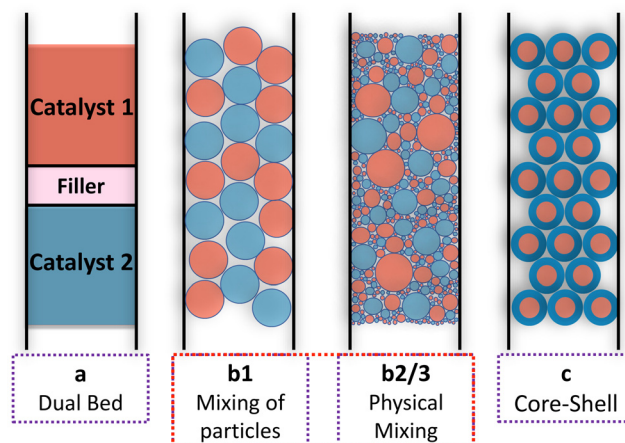 Catalyst 1
Filler
Catalyst 2
a
Dual Bed
b1
Mixing of
particles
b2/3
Physical
Mixing
c
Core-Shell